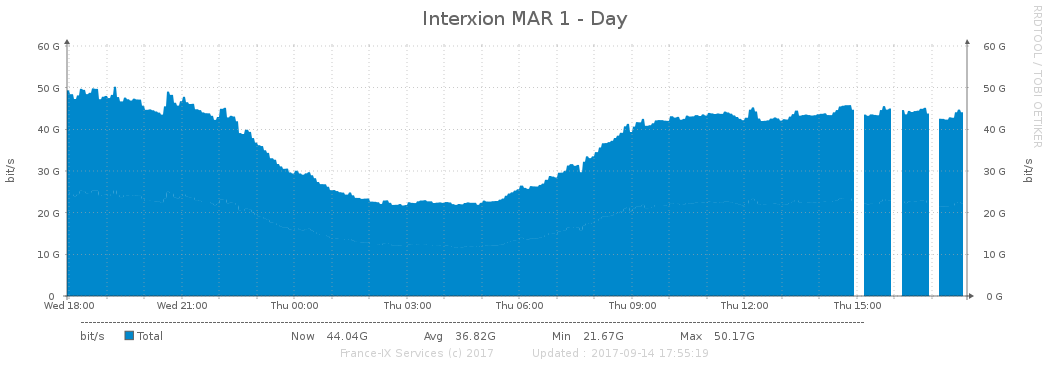 Interxion MAR 1 - Day
RRDTOOL / TOBI OETIKER
60 G 60 G
50 G 50 G
40 G 40 G
30 G 30 G
20 G 20 G
10 G 10 G
0 0 G
bit/s
bit/s
Wed 18:00 Wed 21:00 Thu 00:00 Thu 03:00 Thu 06:00 Thu 09:00 Thu 12:00 Thu 15:00
bit/s Total Now 44.04G Avg 36.82G Min 21.67G Max 50.17G
France-IX Services (c) 2017 Updated : 2017-09-14 17:55:19